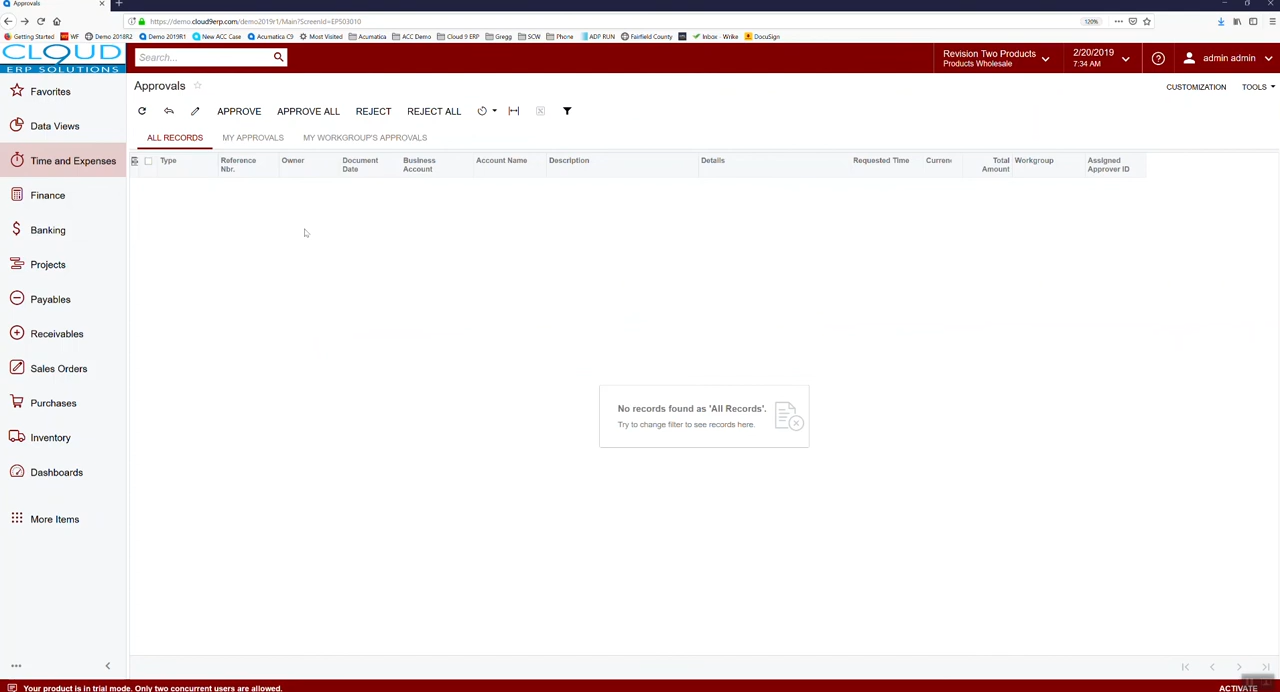 Approvals
https://demo.cloud9erp.com/demo2019r1/Main?ScreenId=EP503010
120%
Getting Started WF Demo 2018R2 Demo 2019R1 New ACC Case Acumatica C9 Most Visited Acumatica ACC Demo Cloud 9 ERP Gregg SOW Phone ADP RUN Fairfield County Inbox - Wrike DocuSign
CLOUD
ERP SOLUTIONS
Search...
Revision Two Products
Products Wholesale
2/20/2019
7:34 AM
admin admin
Favorites
Data Views
Time and Expenses
Finance
Banking
Projects
Payables
Receivables
Sales Orders
Purchases
Inventory
Dashboards
More Items
Approvals
CUSTOMIZATION TOOLS
APPROVE APPROVE ALL REJECT REJECT ALL
ALL RECORDS MY APPROVALS MY WORKGROUP'S APPROVALS
Type Reference Nbr. Owner Document Date Business Account Account Name Description Details Requested Time Curren Total Amount Workgroup Assigned Approver ID
No records found as 'All Records'.
Try to change filter to see records here.
Your product is in trial mode. Only two concurrent users are allowed.
ACTIVATE